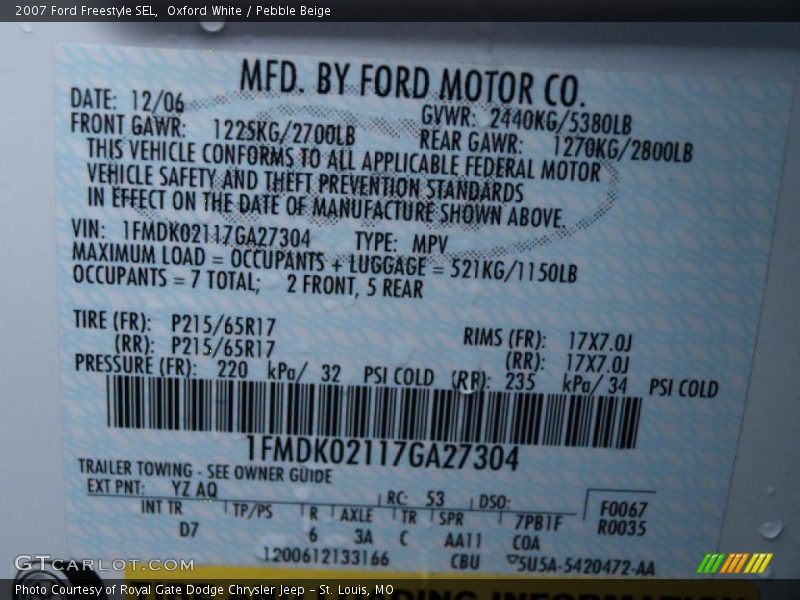 2007 Ford Freestyle SEL, Oxford White / Pebble Beige
MFD. BY FORD MOTOR CO.
DATE: 12/06 GVWR: 2440KG/5380LB
FRONT GAWR: 1225KG/2700LB REAR GAWR: 1270KG/2800LB
THIS VEHICLE CONFORMS TO ALL APPLICABLE FEDERAL MOTOR
VEHICLE SAFETY AND THEFT PREVENTION STANDARDS
IN EFFECT ON THE DATE OF MANUFACTURE SHOWN ABOVE.
VIN: 1FMDK02117GA27304 TYPE: MPV
MAXIMUM LOAD = OCCUPANTS + LUGGAGE = 521KG/1150LB
OCCUPANTS = 7 TOTAL; 2 FRONT, 5 REAR
TIRE (FR): P215/65R17 RIMS (FR): 17X7.0J
(RR): P215/65R17 (RR): 17X7.0J
PRESSURE (FR): 220 kPa/ 32 PSI COLD (RR): 235 kPa/ 34 PSI COLD
1FMDK02117GA27304
TRAILER TOWING - SEE OWNER GUIDE
EXT PNT: YZ AQ RC: 53 DSO: F0067
INT TR TP/PS R AXLE TR SPR 7PB1F R0035
D7 6 3A C AA11 C0A
1200612133166 CBU 5U5A-5420472-AA
GTCARLOT.COM
Photo Courtesy of Royal Gate Dodge Chrysler Jeep - St. Louis, MO